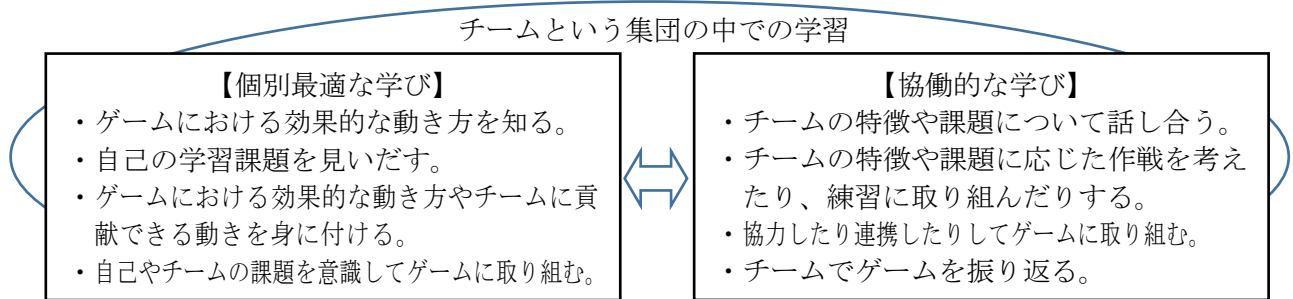 チームという集団の中での学習
【個別最適な学び】
・ゲームにおける効果的な動き方を知る。
・自己の学習課題を見いだす。
・ゲームにおける効果的な動き方やチームに貢
献できる動きを身に付ける。
・自己やチームの課題を意識してゲームに取り組む。
【協働的な学び】
・チームの特徴や課題について話し合う。
・チームの特徴や課題に応じた作戦を考え
たり、練習に取り組んだりする。
・協力したり連携したりしてゲームに取り組む。
・チームでゲームを振り返る。